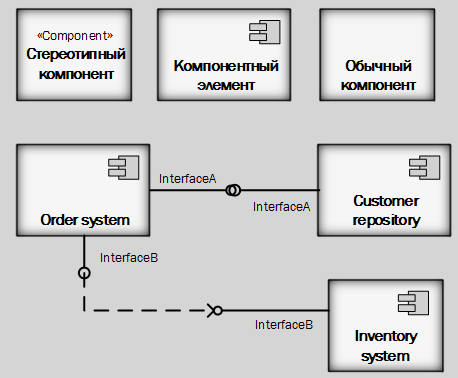 «Component»
Стереотипный
компонент
Компонентный
элемент
Обычный
компонент
Order system
InterfaceA
InterfaceA
Customer
repository
InterfaceB
InterfaceB
Inventory
system